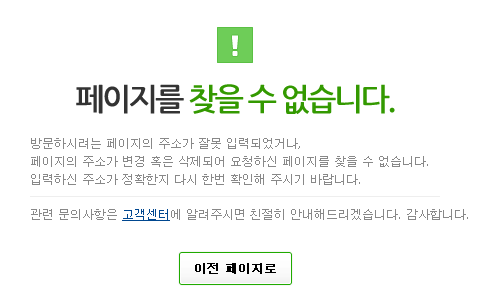 !
페이지를 찾을 수 없습니다.
방문하시려는 페이지의 주소가 잘못 입력되었거나,
페이지의 주소가 변경 혹은 삭제되어 요청하신 페이지를 찾을 수 없습니다.
입력하신 주소가 정확한지 다시 한번 확인해 주시기 바랍니다.
관련 문의사항은 고객센터에 알려주시면 친절히 안내해드리겠습니다. 감사합니다.
이전 페이지로